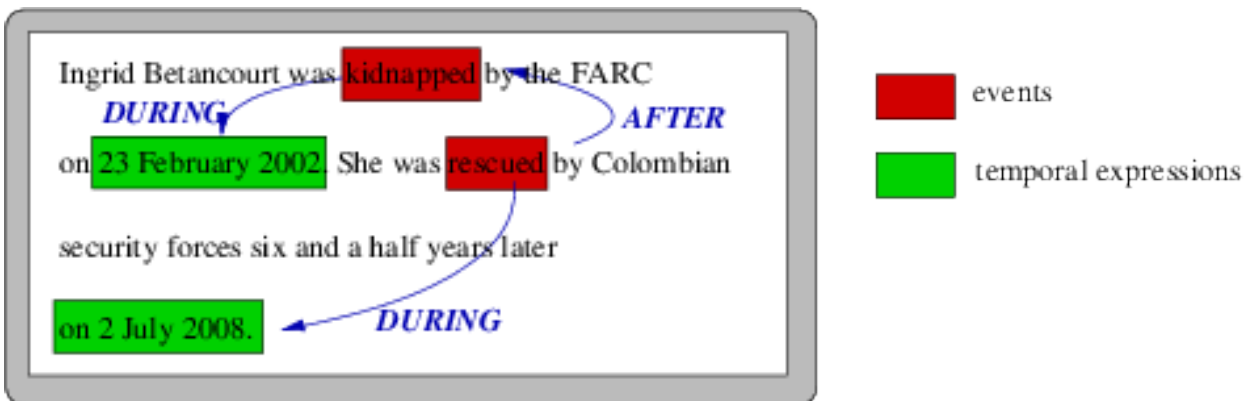 Ingrid Betancourt was kidnapped by the FARC
DURING
AFTER
on 23 February 2002. She was rescued by Colombian
security forces six and a half years later
on 2 July 2008.
DURING
events
temporal expressions